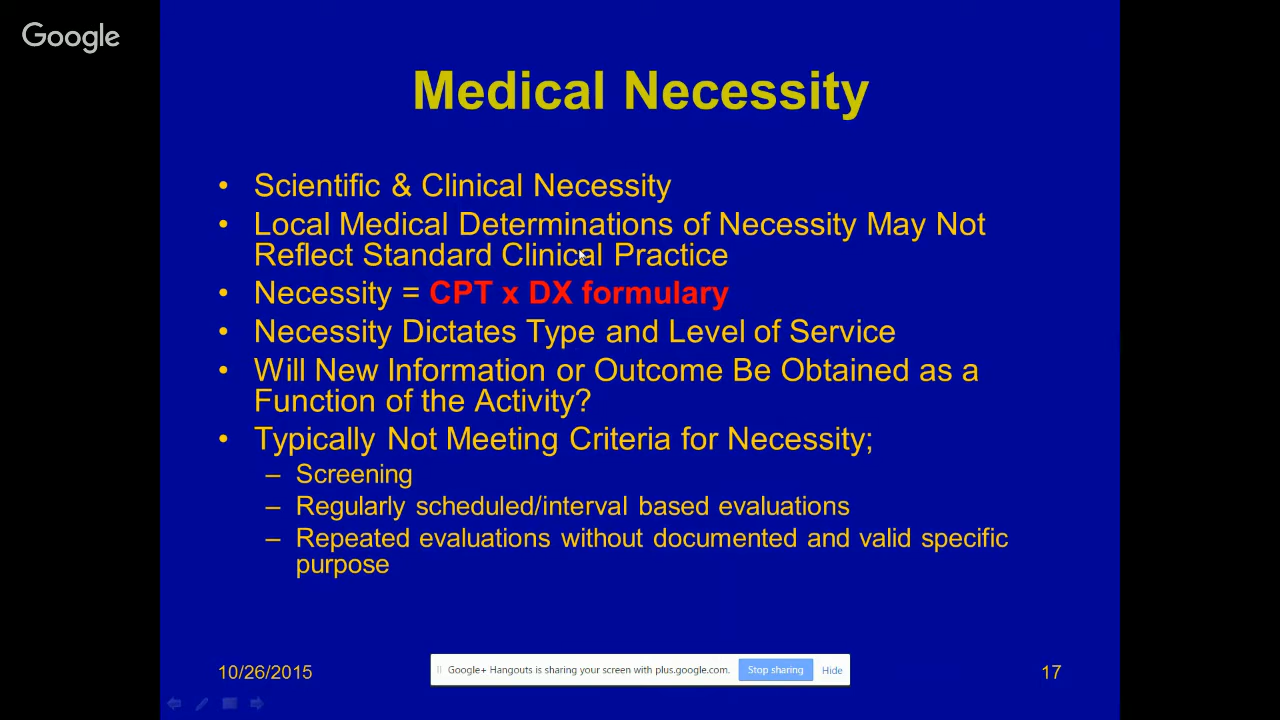 Google
Medical Necessity
• Scientific & Clinical Necessity
• Local Medical Determinations of Necessity May Not
Reflect Standard Clinical Practice
• Necessity = CPT x DX formulary
• Necessity Dictates Type and Level of Service
• Will New Information or Outcome Be Obtained as a
Function of the Activity?
• Typically Not Meeting Criteria for Necessity;
– Screening
– Regularly scheduled/interval based evaluations
– Repeated evaluations without documented and valid specific
purpose
10/26/2015
Google+ Hangouts is sharing your screen with plus.google.com. Stop sharing Hide
17